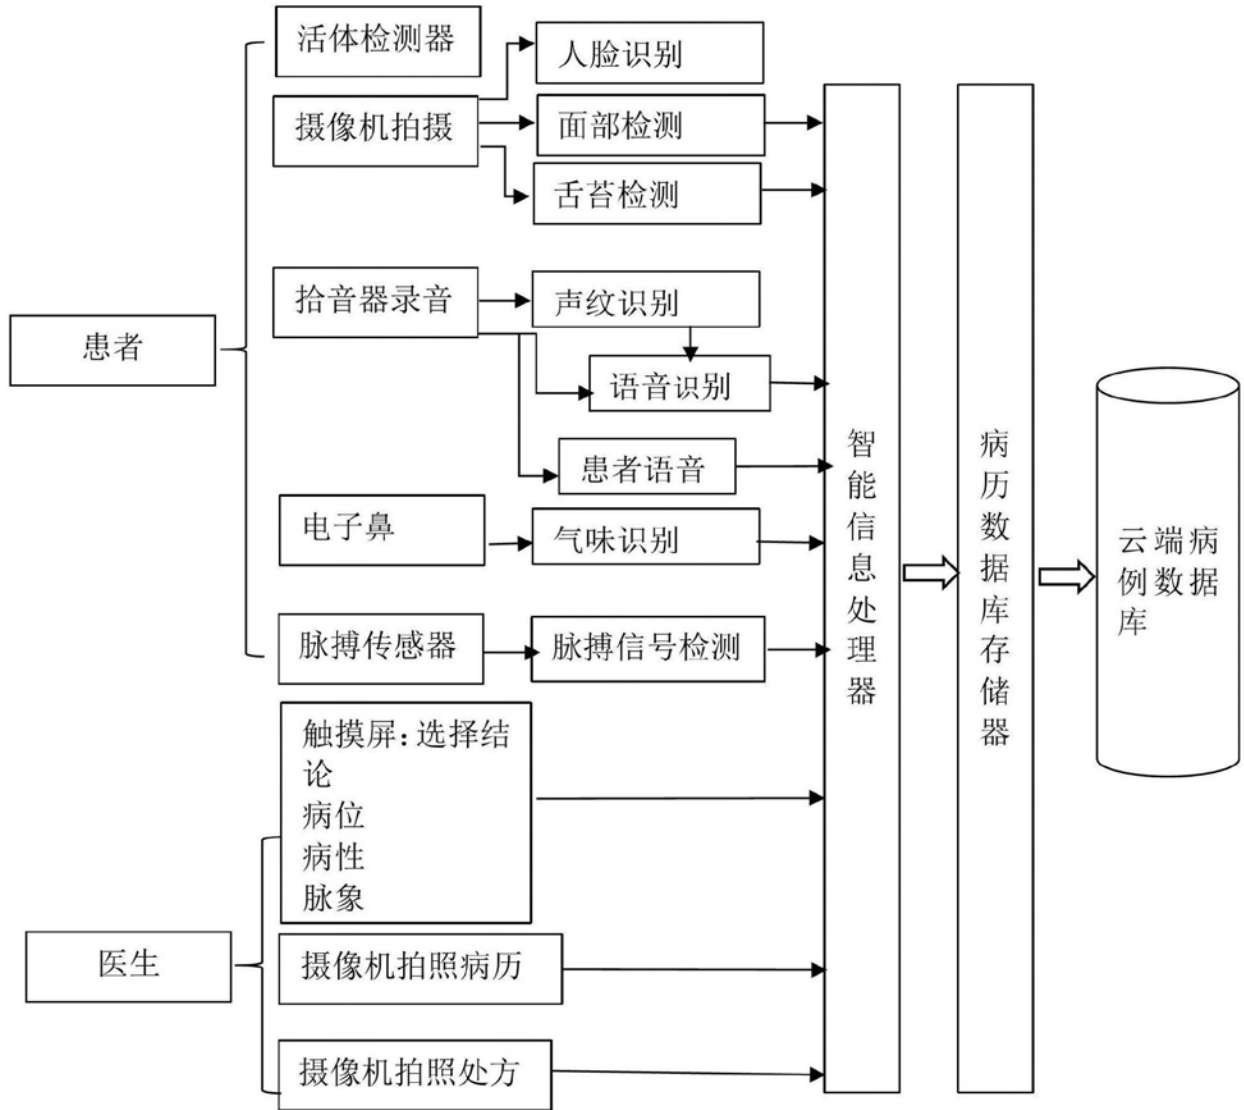 活体检测器
人脸识别
摄像机拍摄
面部检测
舌苔检测
拾音器录音
声纹识别
患者
语音识别
患者语音
电子鼻
气味识别
脉搏传感器
脉搏信号检测
触摸屏：选择结
论
病位
病性
脉象
医生
摄像机拍照病历
摄像机拍照处方
智能信息处理器
病历数据库存储器
云端病
例数据
库